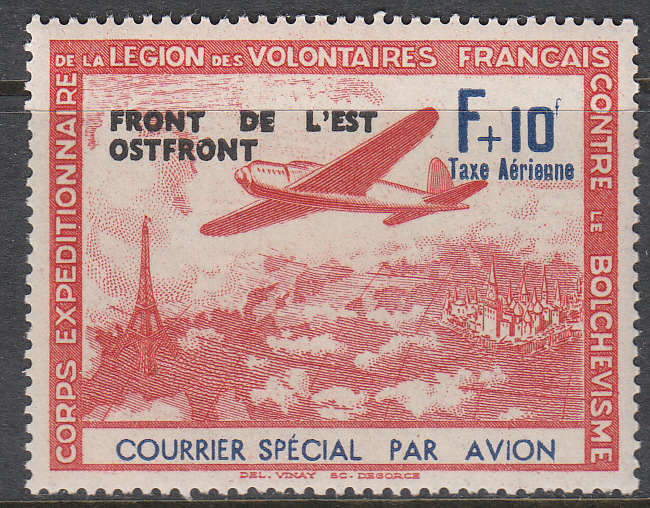 CORPS EXPEDITIONNAIRE
DE LA LEGION DES VOLONTAIRES FRANCAIS
CONTRE LE BOLCHEVISME
FRONT DE L'EST
OSTFRONT
F+10f
Taxe Aérienne
COURRIER SPÉCIAL PAR AVION
DEL. VINAY SC. DEGORCE